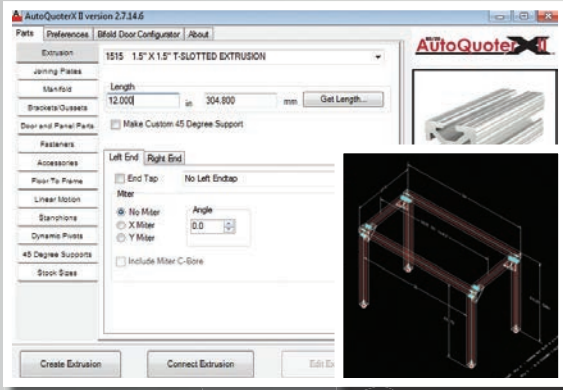 AutoQuoterX II version 2.7.14.6
Parts Preferences Bifold Door Configurator About
Extrusion
Joining Plates
Manifold
Brackets/Gussets
Door and Panel Parts
Fasteners
Accessories
Floor To Frame
Linear Motion
Stanchions
Dynamic Pivots
45 Degree Supports
Stock Sizes
1515 1.5" X 1.5" T-SLOTTED EXTRUSION
Length
12.000 in 304.800 mm Get Length...
Make Custom 45 Degree Support
Left End Right End
End Tap No Left Endtap
Miter
No Miter
X Miter
Y Miter
Angle
0.0
Include Miter C-Bore
Create Extrusion Connect Extrusion Edit Ex
AutoQuoter X II